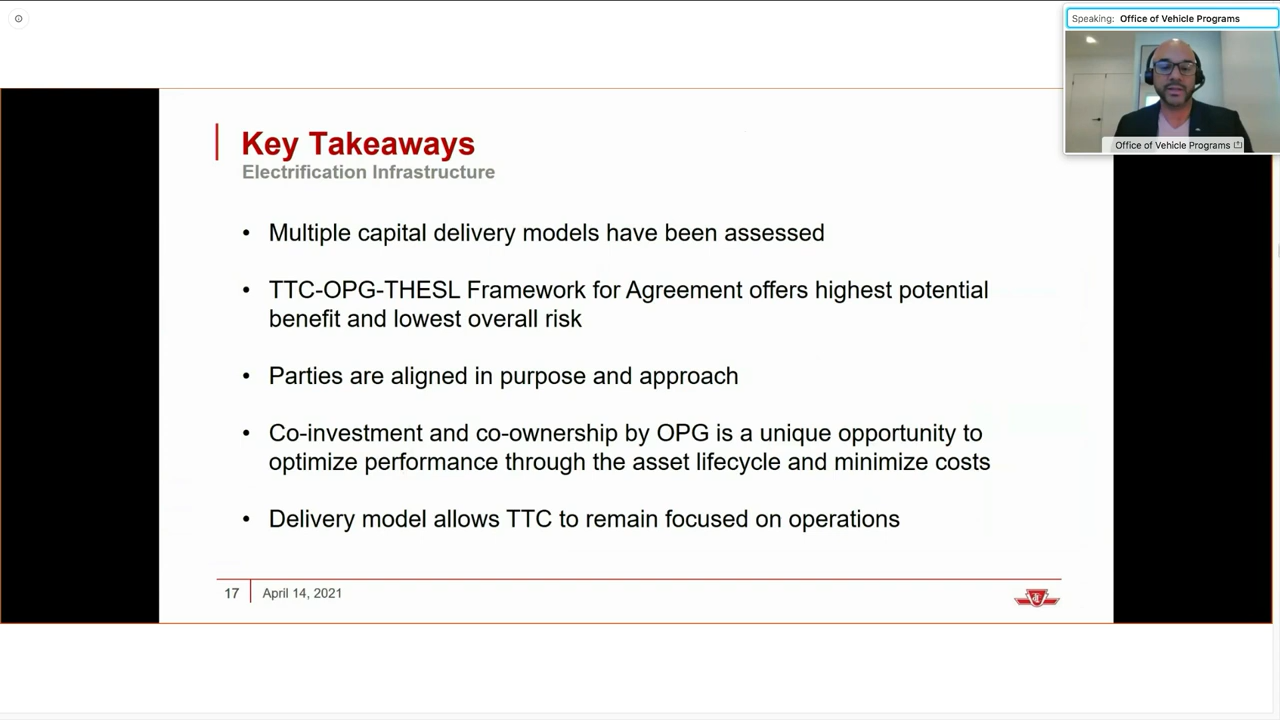 Speaking: Office of Vehicle Programs
Office of Vehicle Programs
Key Takeaways
Electrification Infrastructure
• Multiple capital delivery models have been assessed
• TTC-OPG-THESL Framework for Agreement offers highest potential
benefit and lowest overall risk
• Parties are aligned in purpose and approach
• Co-investment and co-ownership by OPG is a unique opportunity to
optimize performance through the asset lifecycle and minimize costs
• Delivery model allows TTC to remain focused on operations
17 April 14, 2021